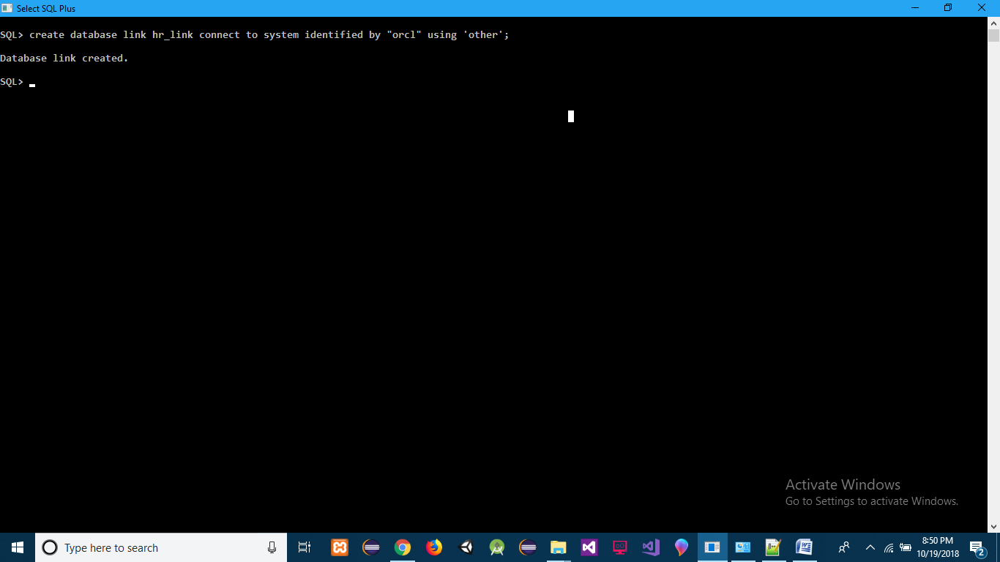 Select SQL Plus
SQL> create database link hr_link connect to system identified by "orcl" using 'other';
Database link created.
SQL>
Activate Windows
Go to Settings to activate Windows.
Type here to search
8:50 PM
10/19/2018
2